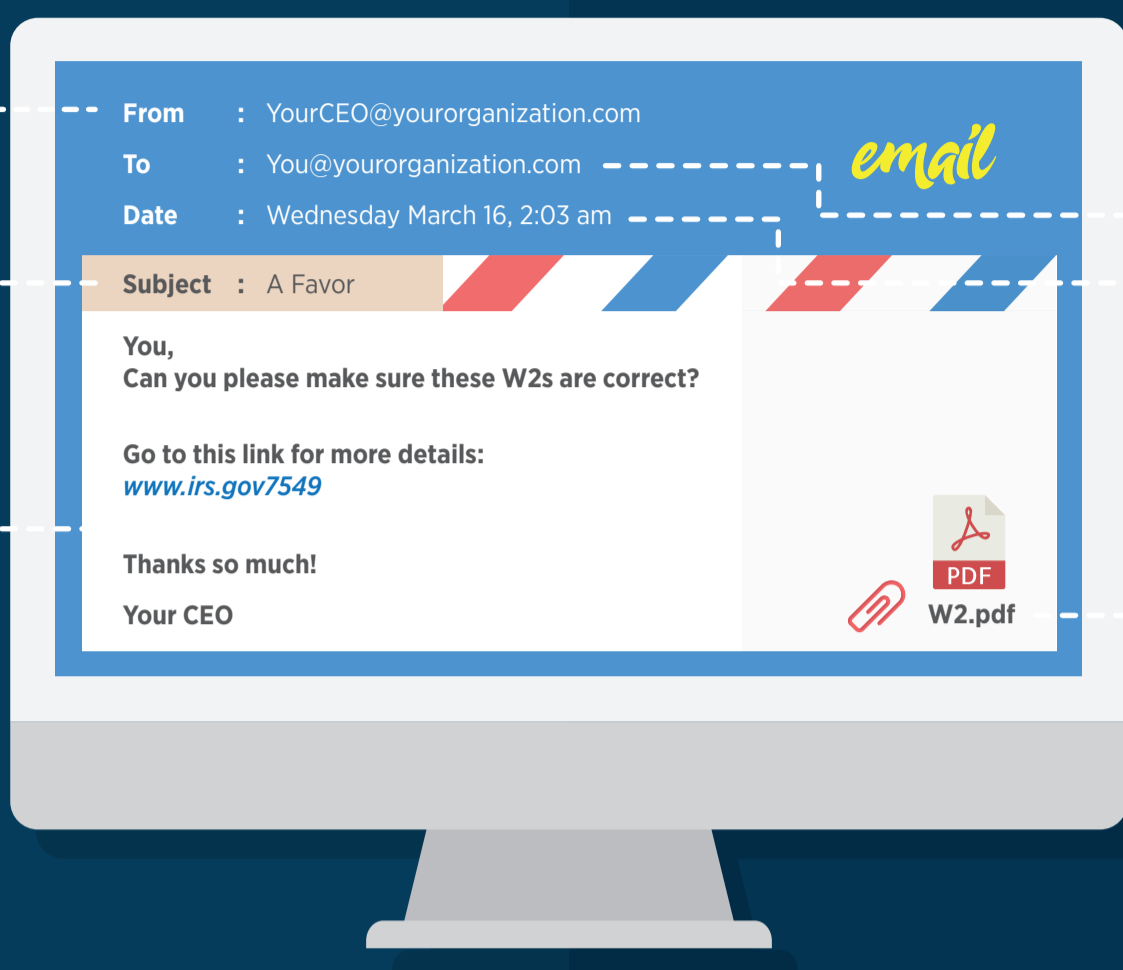 From : YourCEO@yourorganization.com
To : You@yourorganization.com
Date : Wednesday March 16, 2:03 am
email
Subject : A Favor
You,
Can you please make sure these W2s are correct?
Go to this link for more details:
www.irs.gov7549
Thanks so much!
Your CEO
PDF
W2.pdf